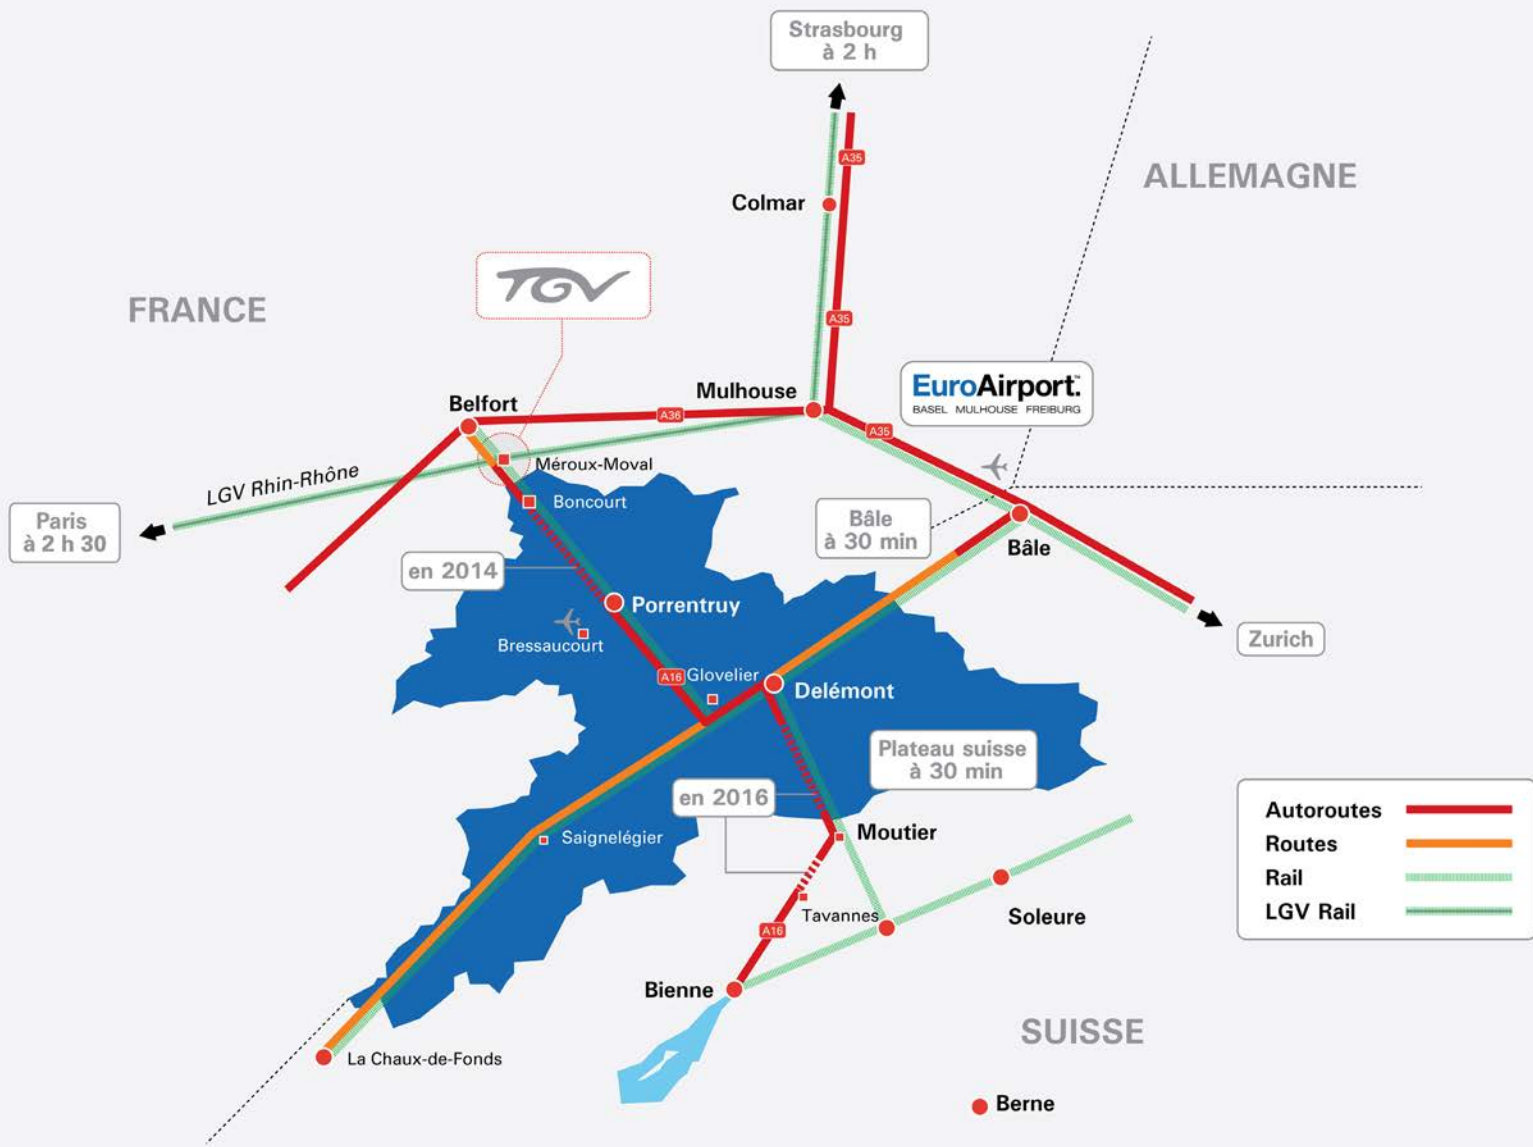 Strasbourg
à 2 h
A35
ALLEMAGNE
Colmar
TGV
FRANCE
A35
EuroAirport.™
BASEL MULHOUSE FREIBURG
Mulhouse
Belfort
A36
A35
Méroux-Moval
LGV Rhin-Rhône
Boncourt
Paris
à 2 h 30
Bâle
à 30 min
Bâle
en 2014
Porrentruy
Bressaucourt
Zurich
A16
Glovelier
Delémont
Plateau suisse
à 30 min
en 2016
Saignelégier
Moutier
Autoroutes
Routes
Rail
LGV Rail
Tavannes
Soleure
A16
Bienne
SUISSE
La Chaux-de-Fonds
Berne